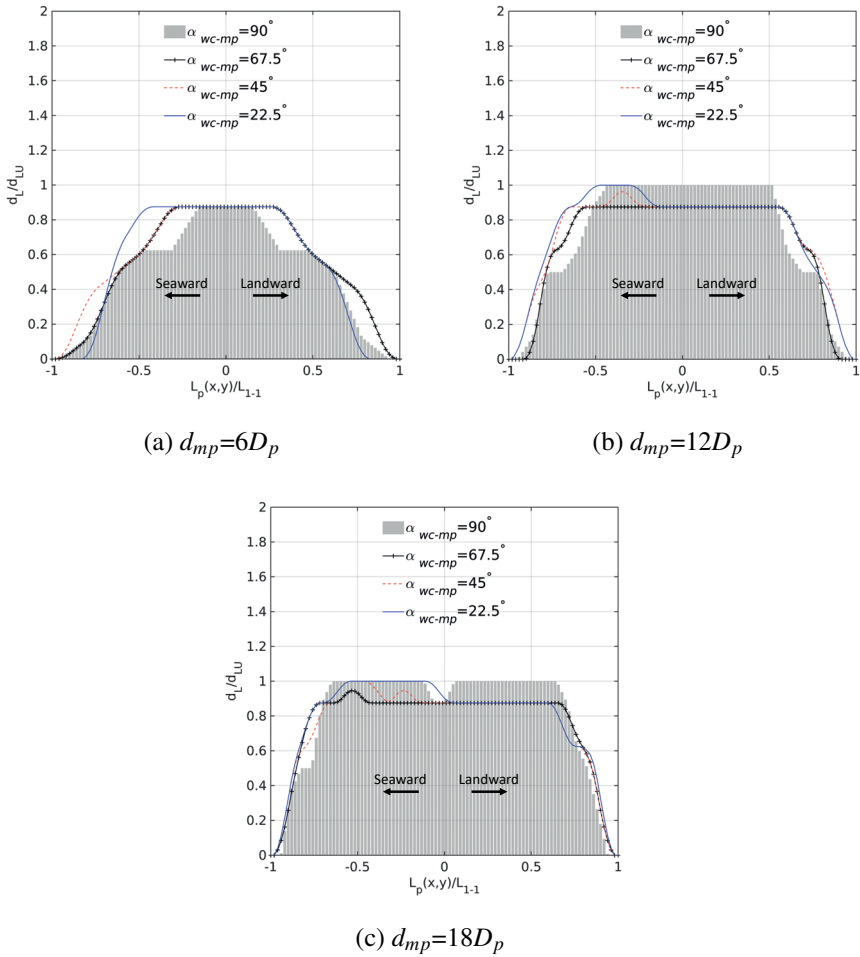 2
1.8
1.6
1.4
1.2
1
0.8
0.6
0.4
0.2
0
d_L/d_LU
α wc-mp=90°
α wc-mp=67.5°
α wc-mp=45°
α wc-mp=22.5°
Seaward
Landward
-1 -0.5 0 0.5 1
L_p(x,y)/L_1-1
(a) d_mp=6D_p
2
1.8
1.6
1.4
1.2
1
0.8
0.6
0.4
0.2
0
d_L/d_LU
α wc-mp=90°
α wc-mp=67.5°
α wc-mp=45°
α wc-mp=22.5°
Seaward
Landward
-1 -0.5 0 0.5 1
L_p(x,y)/L_1-1
(b) d_mp=12D_p
2
1.8
1.6
1.4
1.2
1
0.8
0.6
0.4
0.2
0
d_L/d_LU
α wc-mp=90°
α wc-mp=67.5°
α wc-mp=45°
α wc-mp=22.5°
Seaward
Landward
-1 -0.5 0 0.5 1
L_p(x,y)/L_1-1
(c) d_mp=18D_p